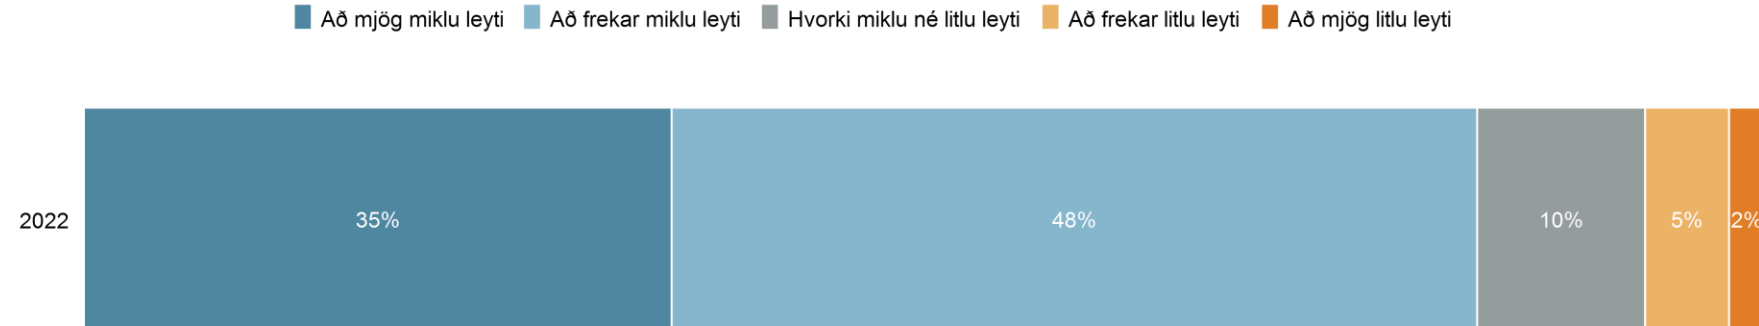 Að mjög miklu leyti Að frekar miklu leyti Hvorki miklu né litlu leyti Að frekar litlu leyti Að mjög litlu leyti
2022 35% 48% 10% 5% 2%